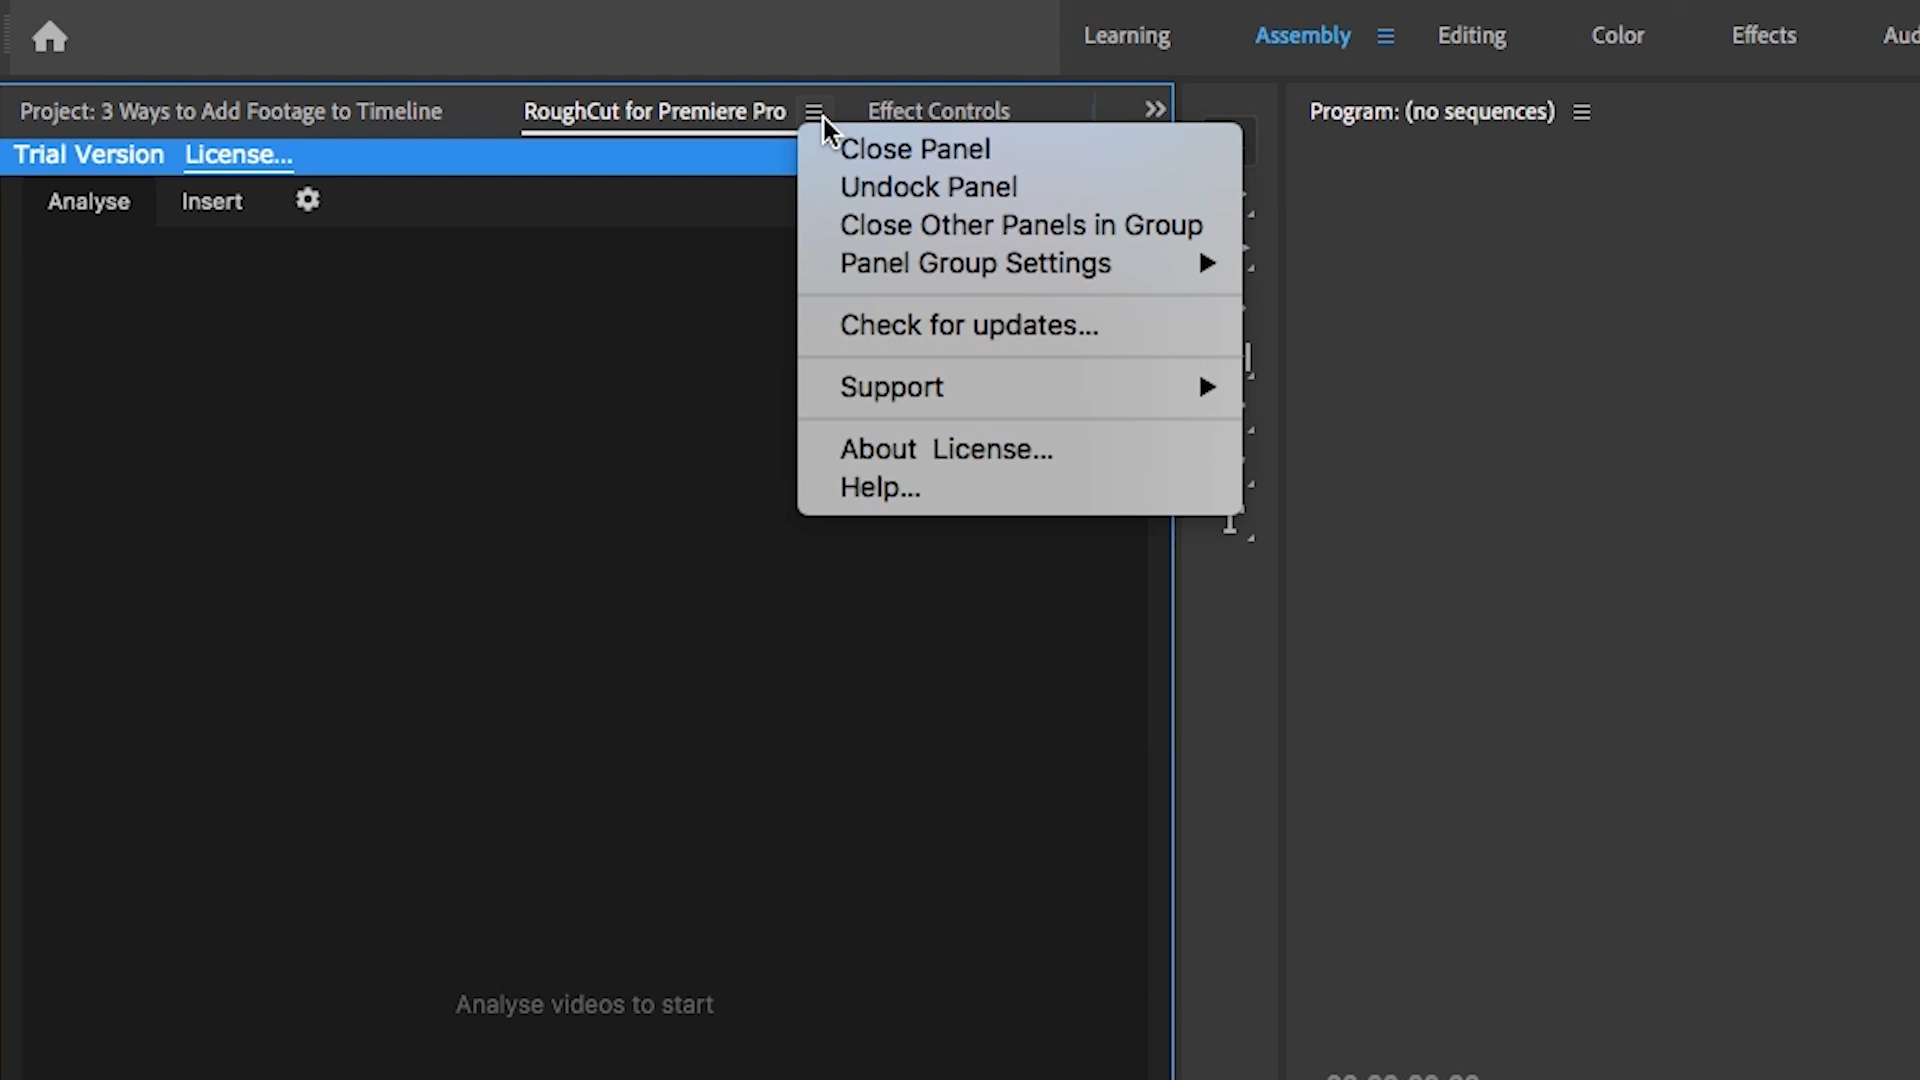 Learning Assembly Editing Color Effects
Project: 3 Ways to Add Footage to Timeline RoughCut for Premiere Pro Effect Controls Program: (no sequences)
Trial Version License...
Analyse Insert
Close Panel
Undock Panel
Close Other Panels in Group
Panel Group Settings
Check for updates...
Support
About License...
Help...
Analyse videos to start